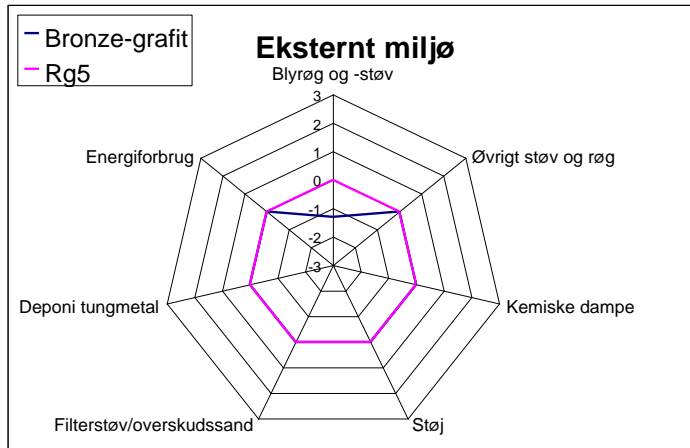 Bronze-grafit
Rg5
Eksternt miljø
Blyrøg og -støv
3
2
1
0
-1
-2
-3
Øvrigt støv og røg
Kemiske dampe
Støj
Filterstøv/overskudssand
Deponi tungmetal
Energiforbrug